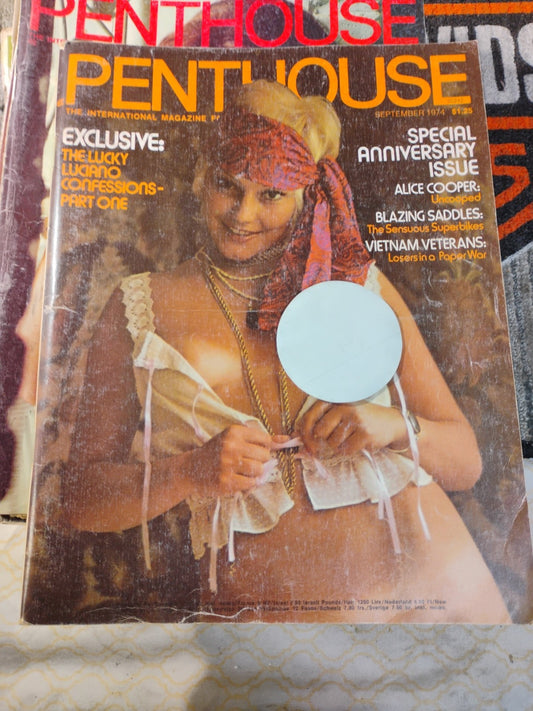 PENTHOUSE
PENTHOUSE
THE INTERNATIONAL MAGAZINE
SEPTEMBER 1974 $1.25
EXCLUSIVE:
THE LUCKY
LUCIANO
CONFESSIONS-
PART ONE
SPECIAL
ANNIVERSARY
ISSUE
ALICE COOPER:
Uncooped
BLAZING SADDLES:
The Sensuous Superbikes
VIETNAM VETERANS:
Losers in a Paper War